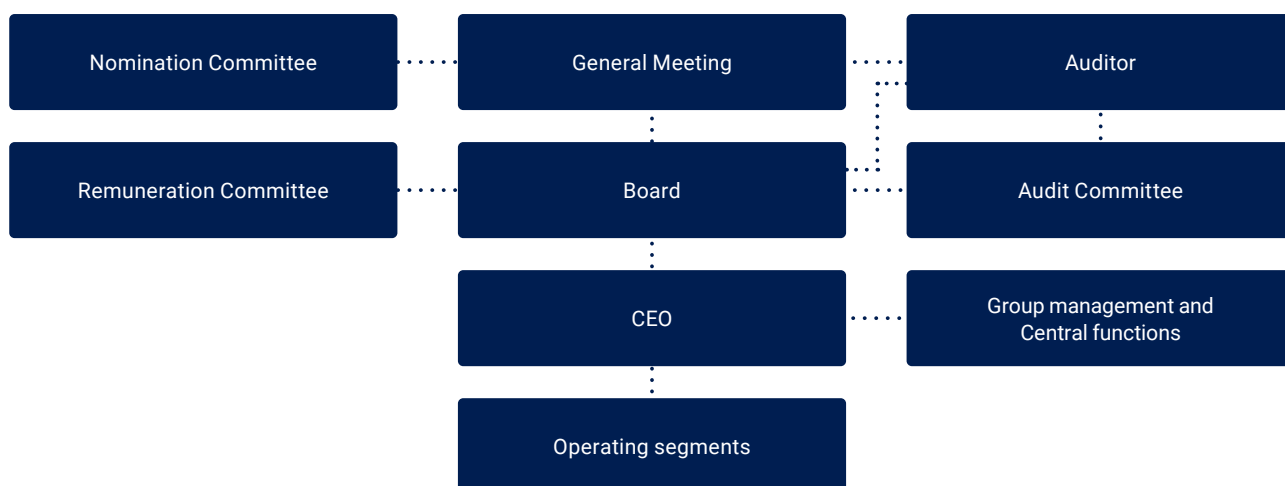 Nomination Committee
General Meeting
Auditor
Remuneration Committee
Board
Audit Committee
CEO
Group management and
Central functions
Operating segments